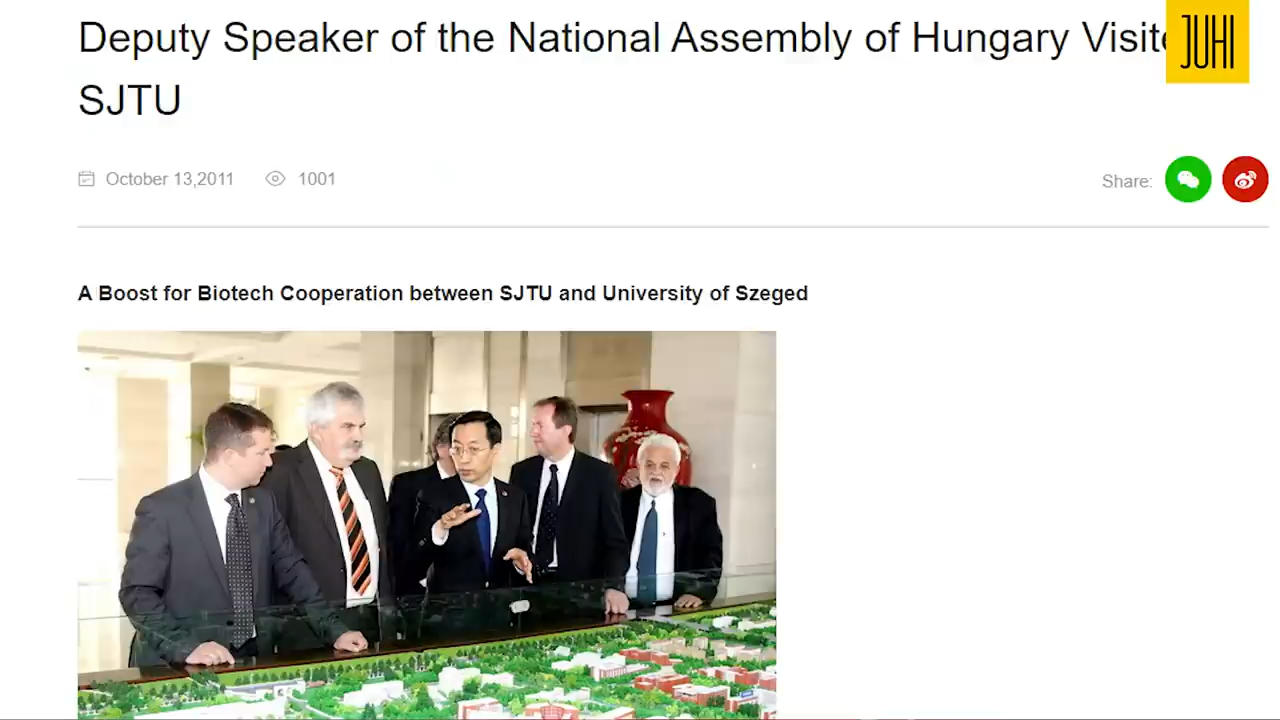 Deputy Speaker of the National Assembly of Hungary Visite
SJTU
JUHI
October 13,2011 1001
Share:
A Boost for Biotech Cooperation between SJTU and University of Szeged